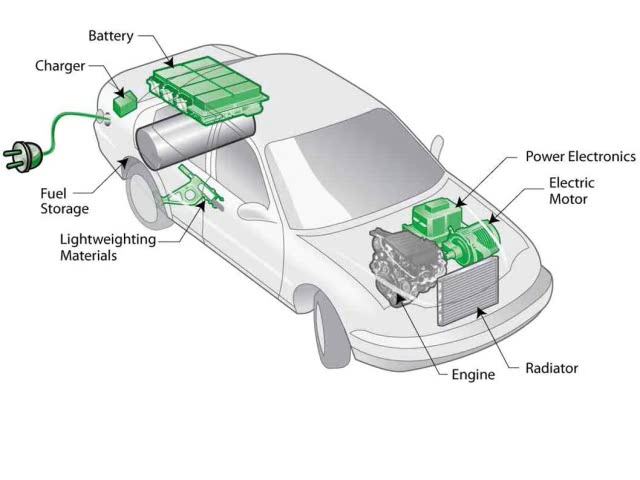 Battery
Charger
Power Electronics
Electric
Motor
Fuel
Storage
Lightweighting
Materials
Engine
Radiator